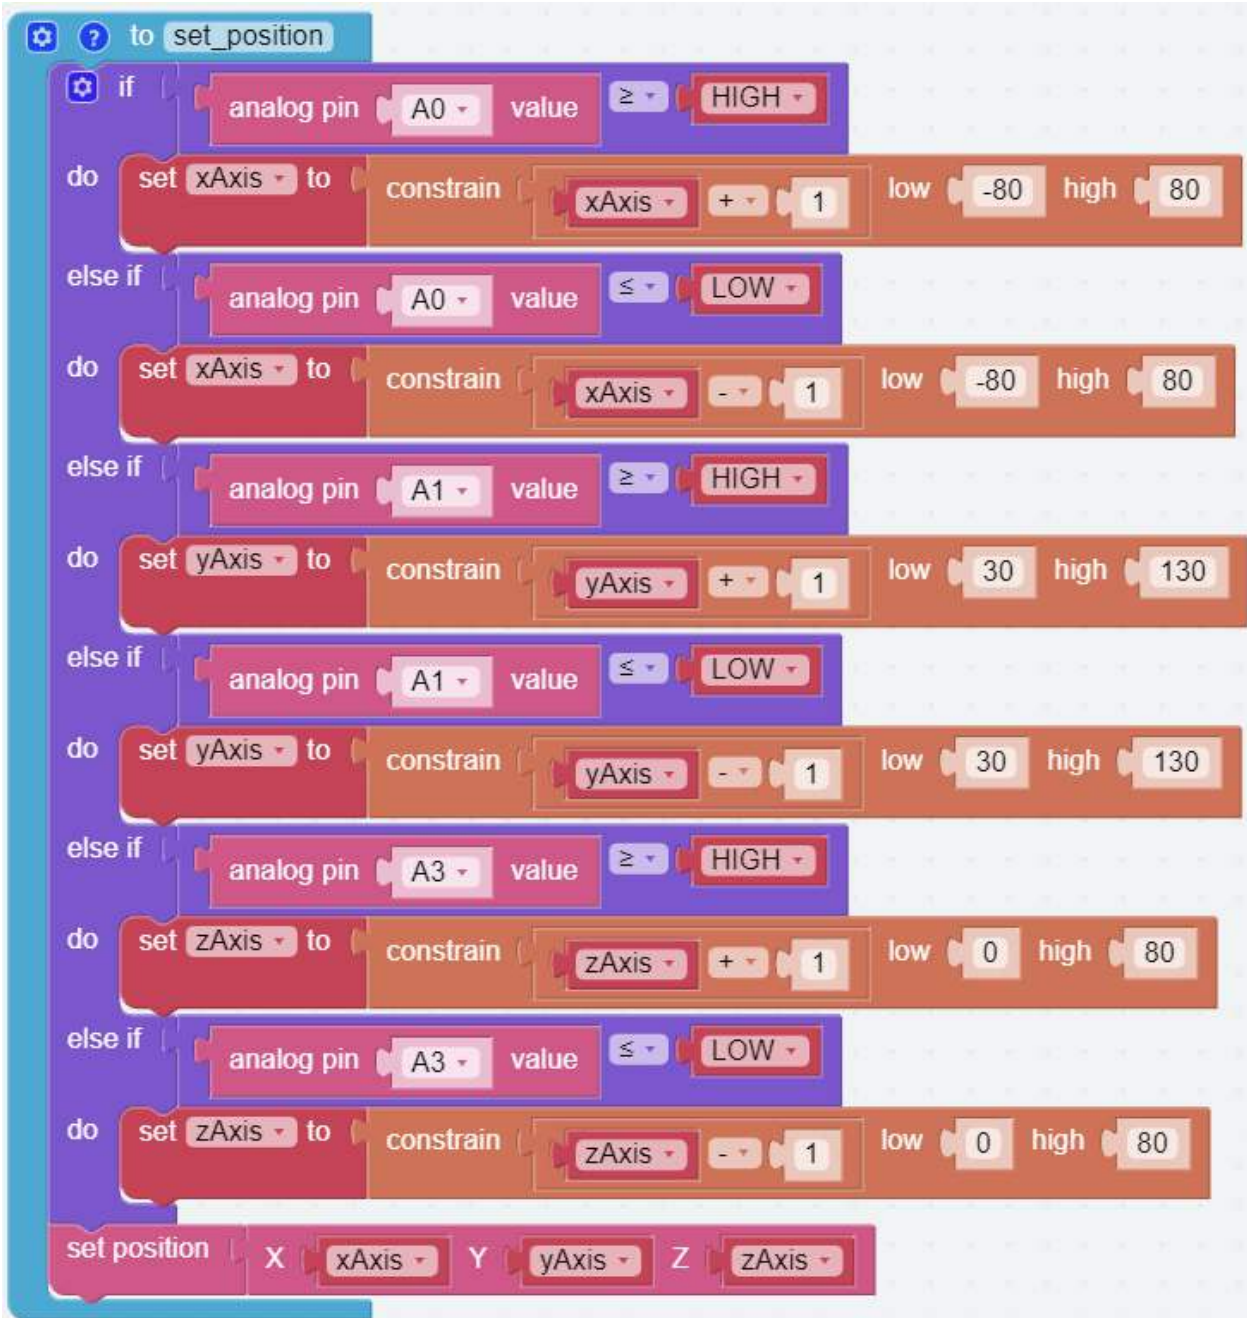 to set_position
if analog pin A0 value ≥ HIGH
do set xAxis to constrain xAxis + 1 low -80 high 80
else if analog pin A0 value ≤ LOW
do set xAxis to constrain xAxis - 1 low -80 high 80
else if analog pin A1 value ≥ HIGH
do set yAxis to constrain yAxis + 1 low 30 high 130
else if analog pin A1 value ≤ LOW
do set yAxis to constrain yAxis - 1 low 30 high 130
else if analog pin A3 value ≥ HIGH
do set zAxis to constrain zAxis + 1 low 0 high 80
else if analog pin A3 value ≤ LOW
do set zAxis to constrain zAxis - 1 low 0 high 80
set position X xAxis Y yAxis Z zAxis